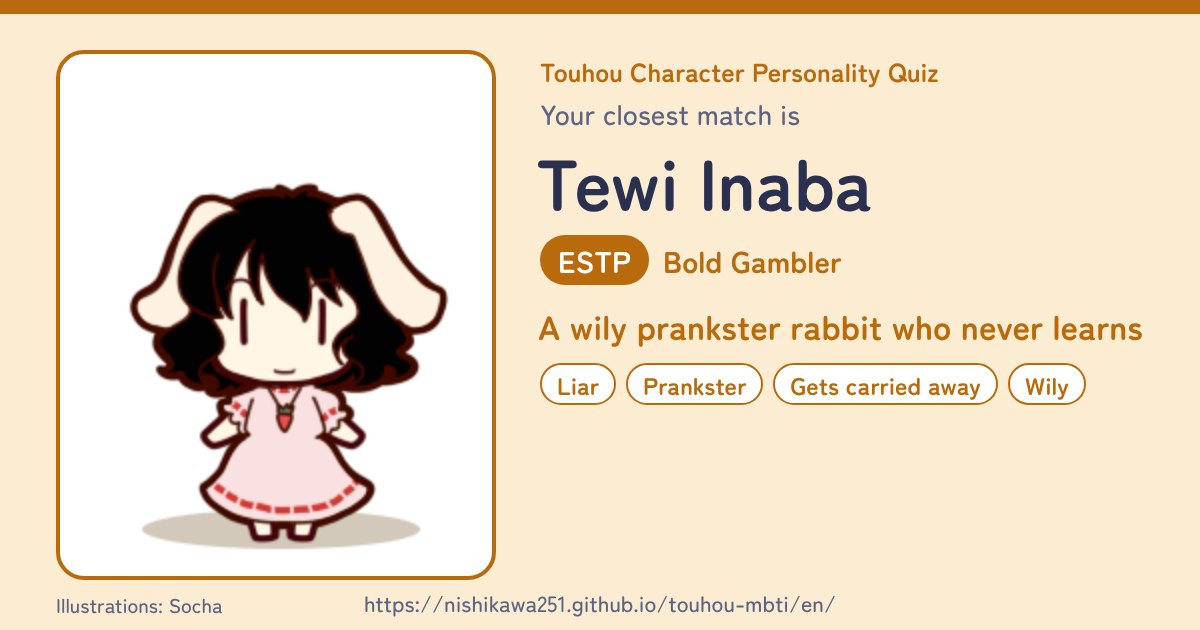 Touhou Character Personality Quiz
Your closest match is
Tewi Inaba
ESTP Bold Gambler
A wily prankster rabbit who never learns
Liar Prankster Gets carried away Wily
Illustrations: Socha https://nishikawa251.github.io/touhou-mbti/en/